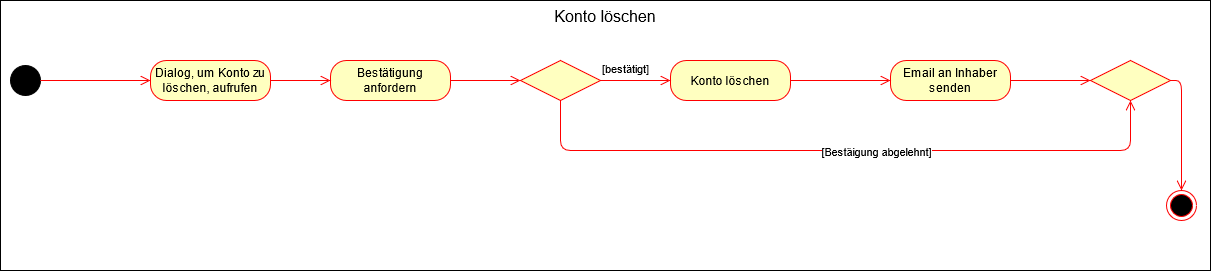 Konto löschen
Dialog, um Konto zu
löschen, aufrufen
Bestätigung
anfordern
[bestätigt]
Konto löschen
Email an Inhaber
senden
[Bestäigung abgelehnt]